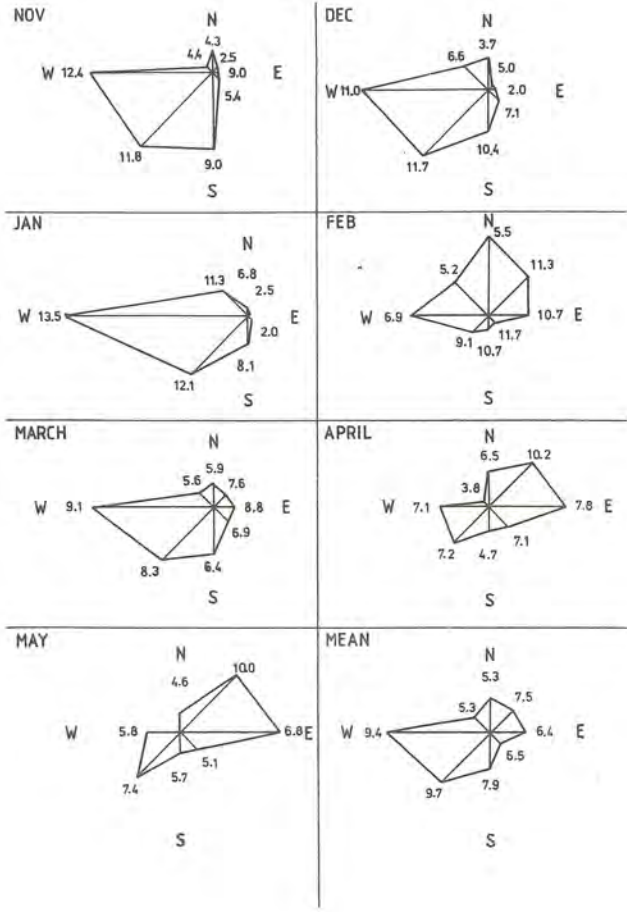 NOV
N
4.3
4.4
2.5
W 12.4
9.0 E
5.4
11.8
9.0
S
DEC
N
3.7
6.6
5.0
W 11.0
2.0 E
7.1
10.4
11.7
S
JAN
N
6.8
11.3
2.5
W 13.5
E
2.0
8.1
12.1
S
FEB
N
5.5
5.2
11.3
W 6.9
10.7 E
11.7
9.1
10.7
S
MARCH
N
5.9
5.6
7.6
W 9.1
8.8 E
6.9
6.4
8.3
S
APRIL
N
6.5
10.2
3.8
W 7.1
7.8 E
7.1
7.2
4.7
S
MAY
N
10.0
4.6
W 5.8
6.8 E
5.1
5.7
7.4
S
MEAN
N
5.3
7.5
5.3
W 9.4
6.4 E
6.5
7.9
9.7
S